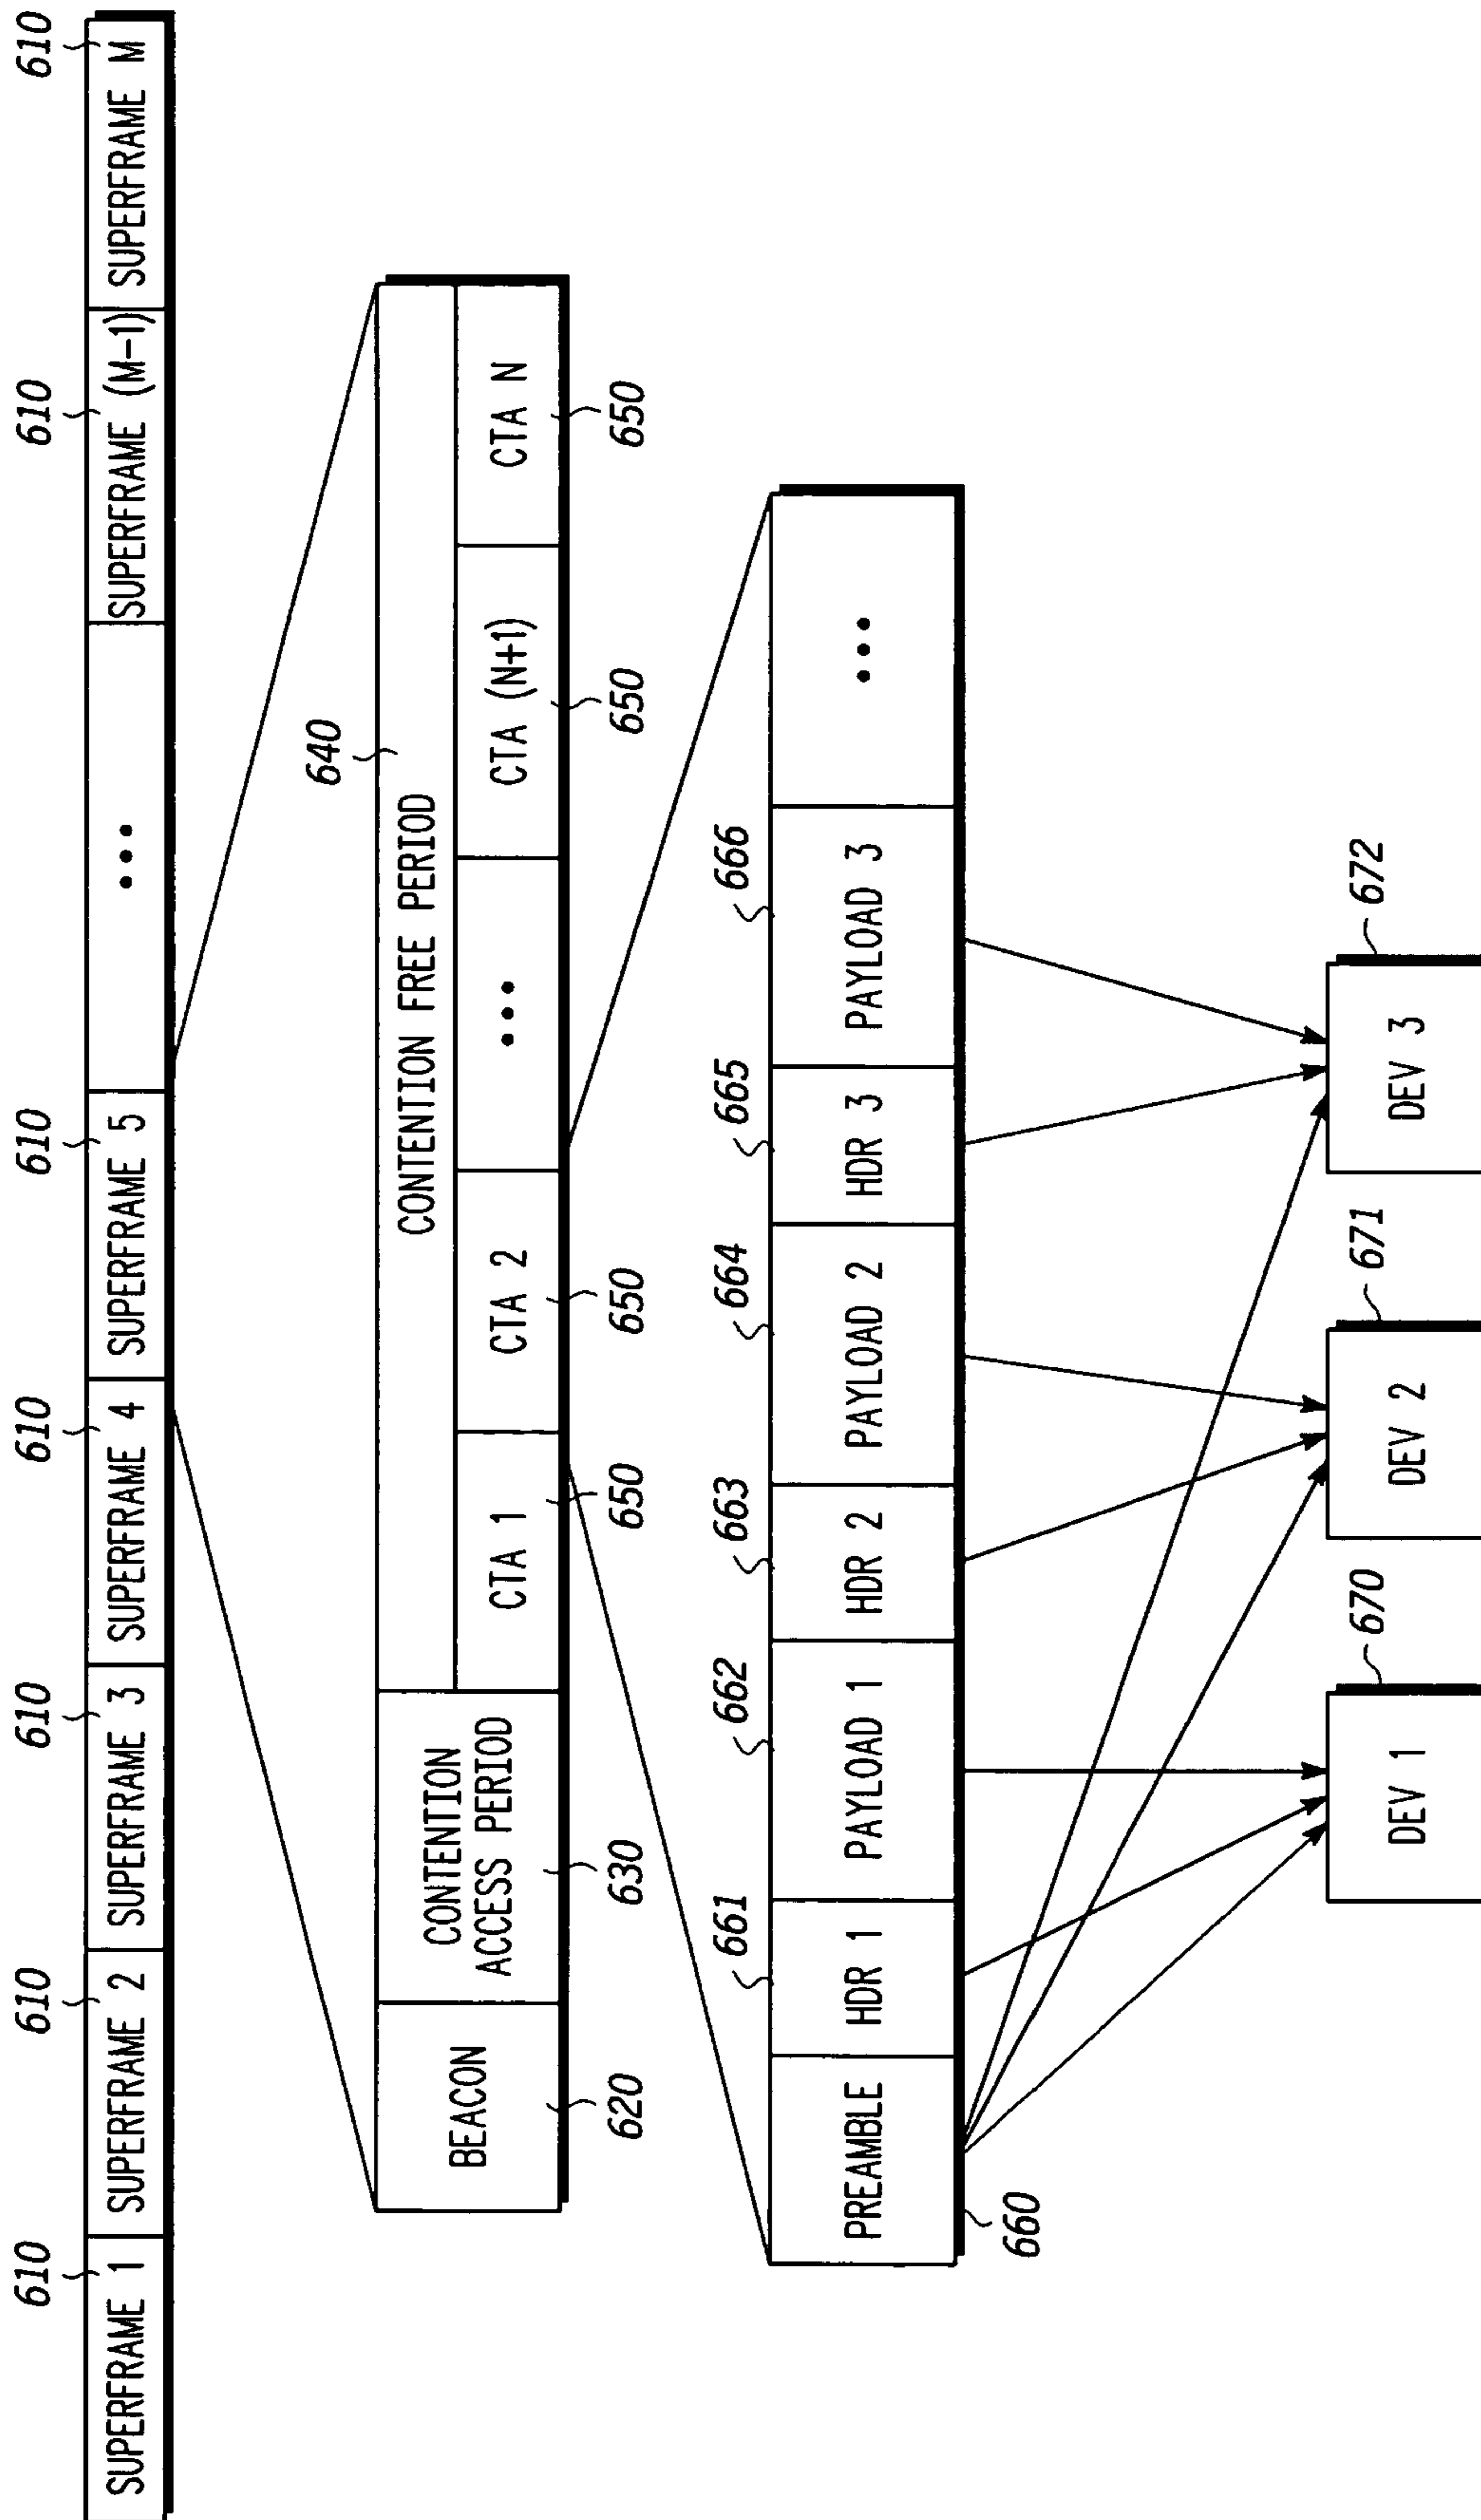 610 610 610 610 610 610 610
SUPERFRAME 1 SUPERFRAME 2 SUPERFRAME 3 SUPERFRAME 4 SUPERFRAME 5 ••• SUPERFRAME (M-1) SUPERFRAME M
640
CONTENTION FREE PERIOD
BEACON
CONTENTION
ACCESS PERIOD
CTA 1 CTA 2 ••• CTA (N+1) CTA N
620 630 650 650 650 650
661 662 663 664 665 666
PREAMBLE HDR 1 PAYLOAD 1 HDR 2 PAYLOAD 2 HDR 3 PAYLOAD 3 •••
660
670 671 672
DEV 1 DEV 2 DEV 3